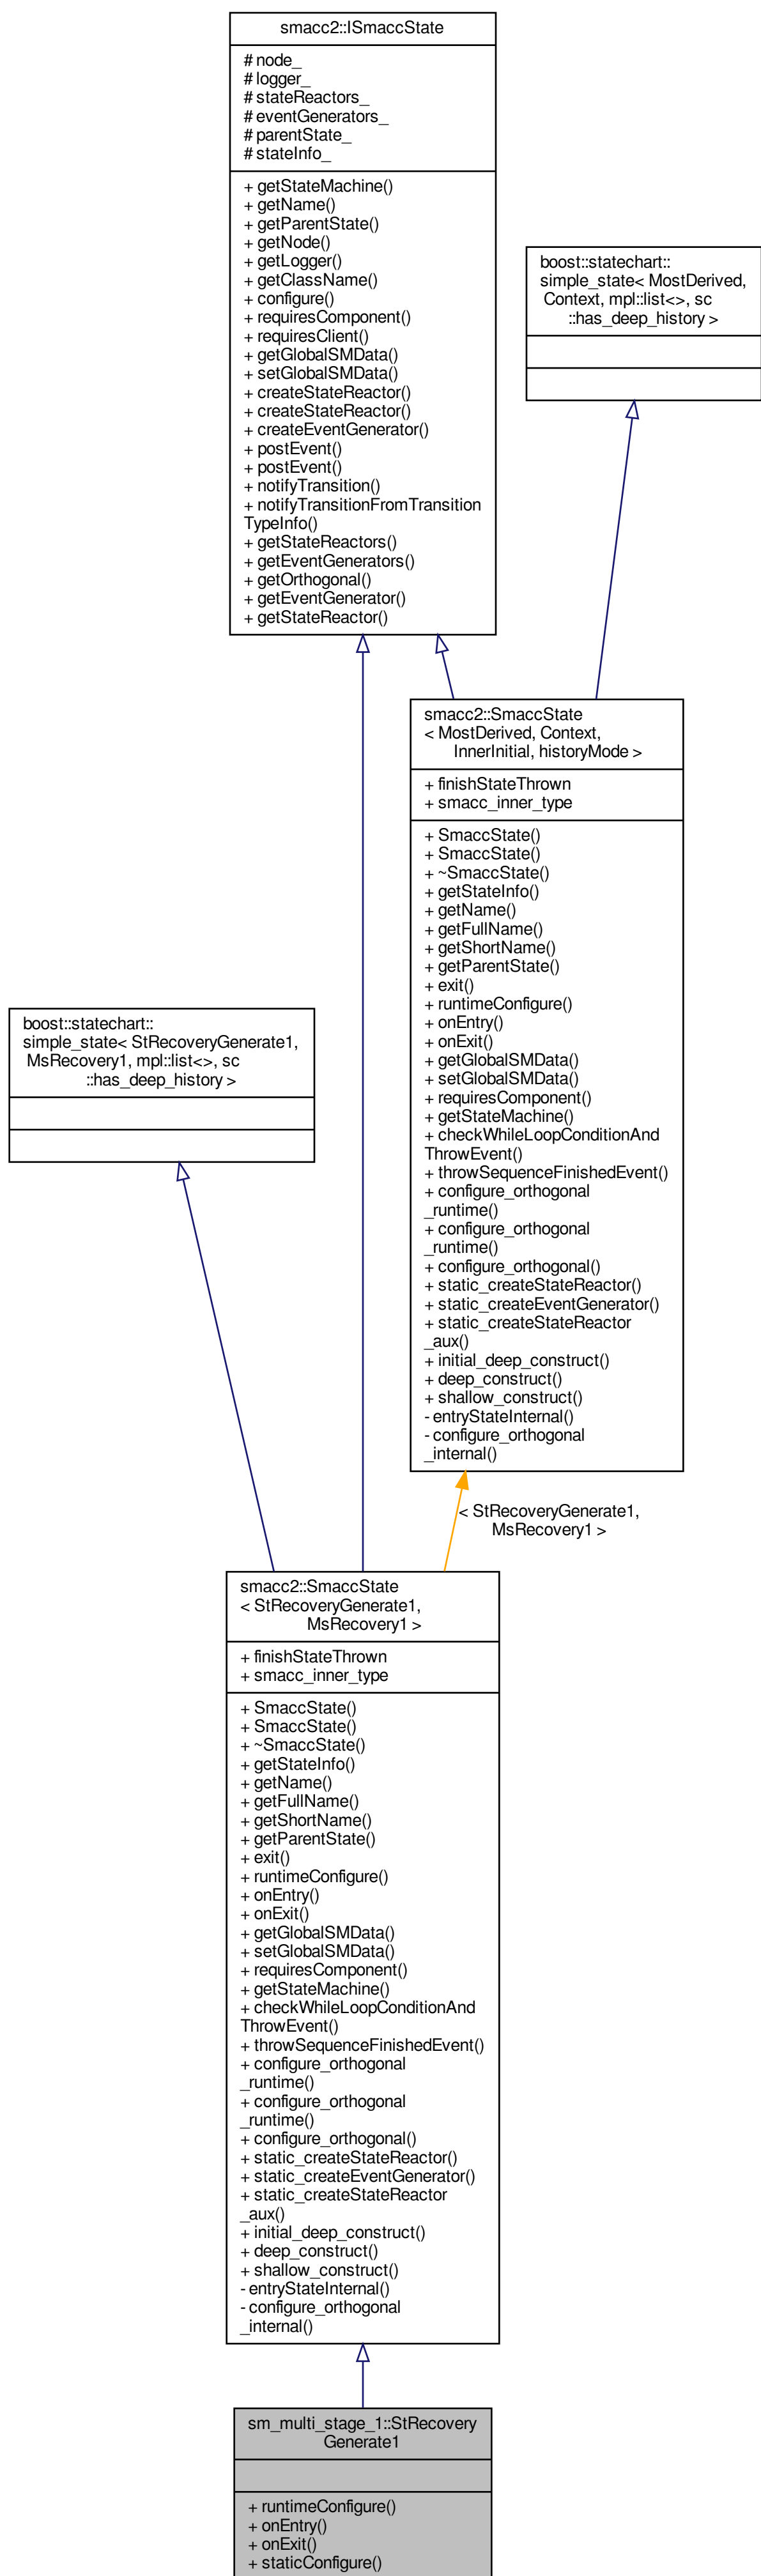 smacc2::ISmaccState
# node_
# logger_
# stateReactors_
# eventGenerators_
# parentState_
# stateInfo_
+ getStateMachine()
+ getName()
+ getParentState()
+ getNode()
+ getLogger()
+ getClassName()
+ configure()
+ requiresComponent()
+ requiresClient()
+ getGlobalSMData()
+ setGlobalSMData()
+ createStateReactor()
+ createStateReactor()
+ createEventGenerator()
+ postEvent()
+ postEvent()
+ notifyTransition()
+ notifyTransitionFromTransition
TypeInfo()
+ getStateReactors()
+ getEventGenerators()
+ getOrthogonal()
+ getEventGenerator()
+ getStateReactor()
boost::statechart::
simple_state< MostDerived,
Context, mpl::list<>, sc
::has_deep_history >
smacc2::SmaccState
< MostDerived, Context,
InnerInitial, historyMode >
+ finishStateThrown
+ smacc_inner_type
+ SmaccState()
+ SmaccState()
+ ~SmaccState()
+ getStateInfo()
+ getName()
+ getFullName()
+ getShortName()
+ getParentState()
+ exit()
+ runtimeConfigure()
+ onEntry()
+ onExit()
+ getGlobalSMData()
+ setGlobalSMData()
+ requiresComponent()
+ getStateMachine()
+ checkWhileLoopConditionAnd
ThrowEvent()
+ throwSequenceFinishedEvent()
+ configure_orthogonal
_runtime()
+ configure_orthogonal
_runtime()
+ configure_orthogonal()
+ static_createStateReactor()
+ static_createEventGenerator()
+ static_createStateReactor
_aux()
+ initial_deep_construct()
+ deep_construct()
+ shallow_construct()
- entryStateInternal()
- configure_orthogonal
_internal()
boost::statechart::
simple_state< StRecoveryGenerate1,
MsRecovery1, mpl::list<>, sc
::has_deep_history >
< StRecoveryGenerate1,
MsRecovery1 >
smacc2::SmaccState
< StRecoveryGenerate1,
MsRecovery1 >
+ finishStateThrown
+ smacc_inner_type
+ SmaccState()
+ SmaccState()
+ ~SmaccState()
+ getStateInfo()
+ getName()
+ getFullName()
+ getShortName()
+ getParentState()
+ exit()
+ runtimeConfigure()
+ onEntry()
+ onExit()
+ getGlobalSMData()
+ setGlobalSMData()
+ requiresComponent()
+ getStateMachine()
+ checkWhileLoopConditionAnd
ThrowEvent()
+ throwSequenceFinishedEvent()
+ configure_orthogonal
_runtime()
+ configure_orthogonal
_runtime()
+ configure_orthogonal()
+ static_createStateReactor()
+ static_createEventGenerator()
+ static_createStateReactor
_aux()
+ initial_deep_construct()
+ deep_construct()
+ shallow_construct()
- entryStateInternal()
- configure_orthogonal
_internal()
sm_multi_stage_1::StRecovery
Generate1
+ runtimeConfigure()
+ onEntry()
+ onExit()
+ staticConfigure()